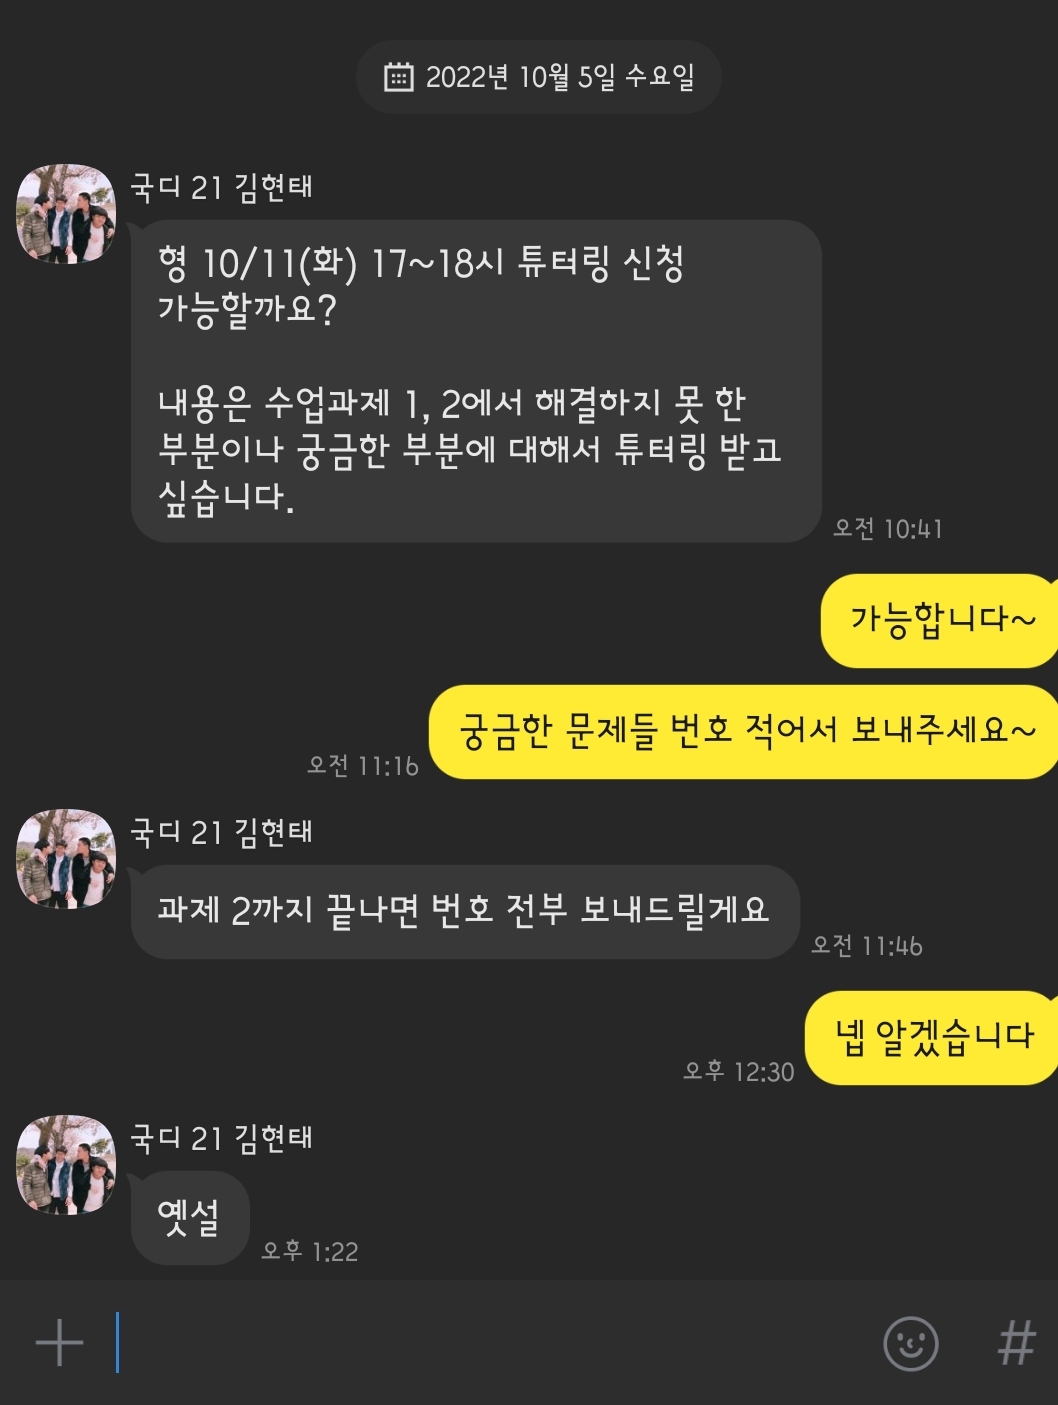 2022년 10월 5일 수요일
국디 21 김현태
형 10/11(화) 17~18시 튜터링 신청
가능할까요?
내용은 수업과제 1, 2에서 해결하지 못 한
부분이나 궁금한 부분에 대해서 튜터링 받고
싶습니다.
오전 10:41
가능합니다~
궁금한 문제들 번호 적어서 보내주세요~
오전 11:16
국디 21 김현태
과제 2까지 끝나면 번호 전부 보내드릴게요
오전 11:46
넵 알겠습니다
오후 12:30
국디 21 김현태
옛설
오후 1:22
#